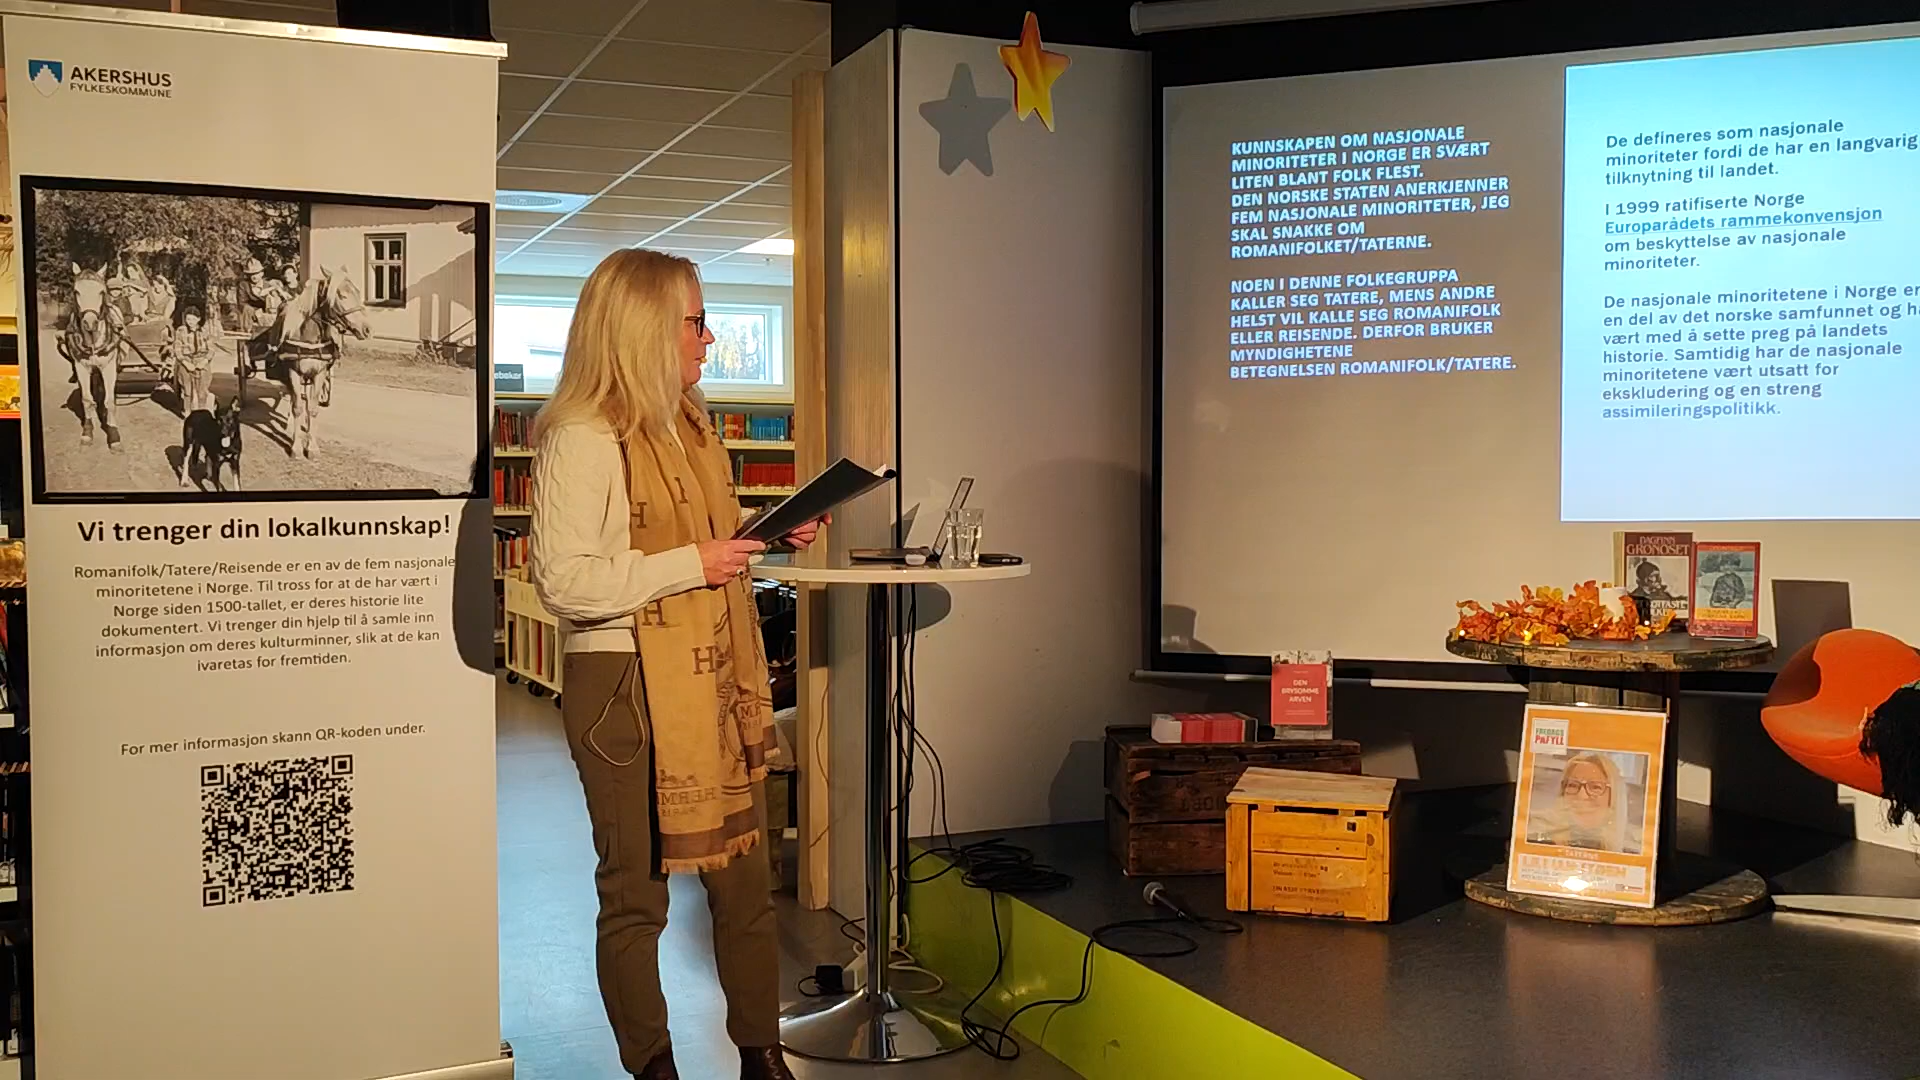 AKERSHUS
FYLKESKOMMUNE
Vi trenger din lokalkunnskap!
Romanifolk/Tatere/Reisende er en av de fem nasjonale
minoritetene i Norge. Til tross for at de har vært i
Norge siden 1500-tallet, er deres historie lite
dokumentert. Vi trenger din hjelp til å samle inn
informasjon om deres kulturminner, slik at de kan
ivaretas for fremtiden.
For mer informasjon skann QR-koden under.
KUNNSKAPEN OM NASJONALE
MINORITETER I NORGE ER SVÆRT
LITEN BLANT FOLK FLEST.
DEN NORSKE STATEN ANERKJENNER
FEM NASJONALE MINORITETER, JEG
SKAL SNAKKE OM
ROMANIFOLKET/TATERNE.
NOEN I DENNE FOLKEGRUPPA
KALLER SEG TATERE, MENS ANDRE
HELST VIL KALLE SEG ROMANIFOLK
ELLER REISENDE. DERFOR BRUKER
MYNDIGHETENE
BETEGNELSEN ROMANIFOLK/TATERE.
De defineres som nasjonale
minoriteter fordi de har en langvarig
tilknytning til landet.
I 1999 ratifiserte Norge
Europarådets rammekonvensjon
om beskyttelse av nasjonale
minoriteter.
De nasjonale minoritetene i Norge er
en del av det norske samfunnet og
vært med å sette preg på landets
historie. Samtidig har de nasjonale
minoritetene vært utsatt for
ekskludering og en streng
assimileringspolitikk.
DAGFINN
GRØNOSET
DEN
BRYSOMME
ARVEN
FREDAGS
PÅFYLL
TATERNE
H
H
H